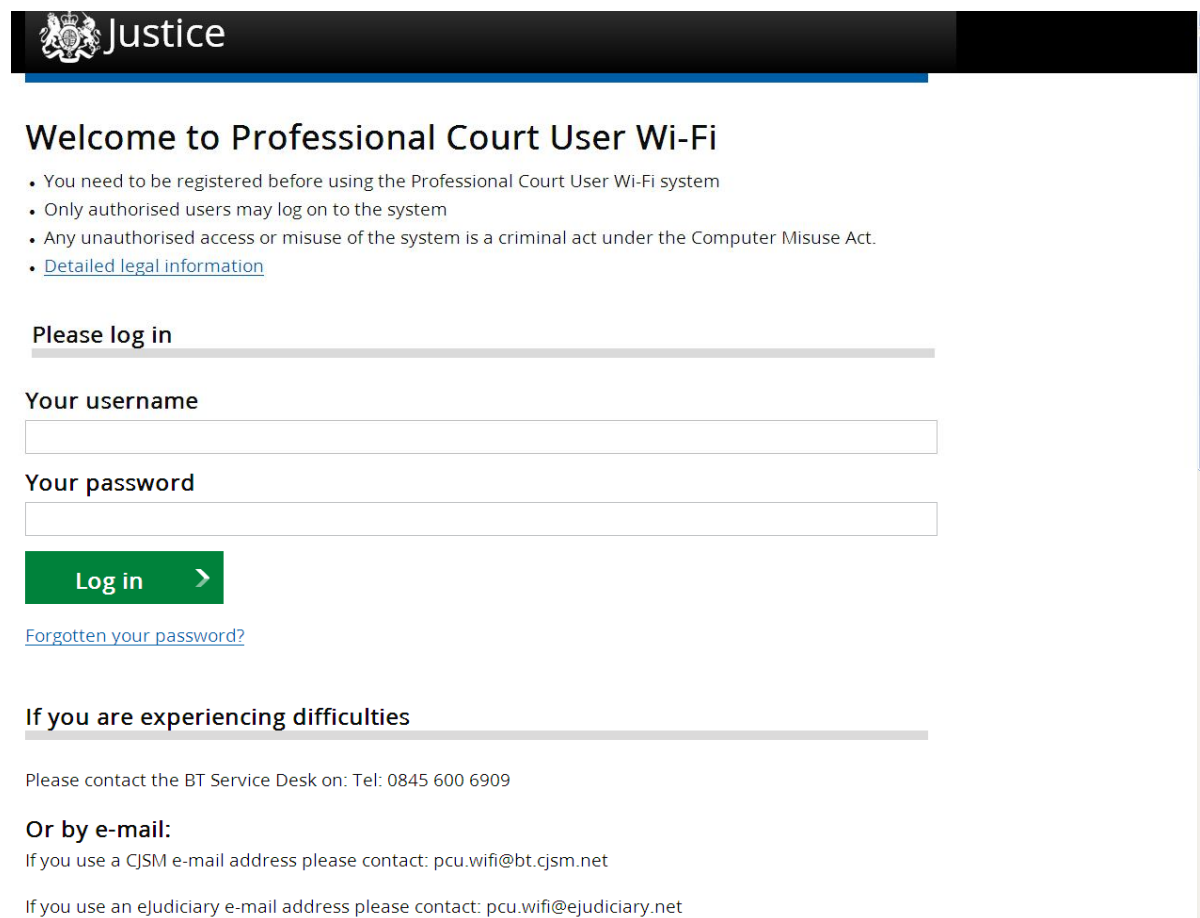 Justice
Welcome to Professional Court User Wi-Fi
• You need to be registered before using the Professional Court User Wi-Fi system
• Only authorised users may log on to the system
• Any unauthorised access or misuse of the system is a criminal act under the Computer Misuse Act.
• Detailed legal information
Please log in
Your username
Your password
Log in
Forgotten your password?
If you are experiencing difficulties
Please contact the BT Service Desk on: Tel: 0845 600 6909
Or by e-mail:
If you use a CJSM e-mail address please contact: pcu.wifi@bt.cjsm.net
If you use an eJudiciary e-mail address please contact: pcu.wifi@ejudiciary.net